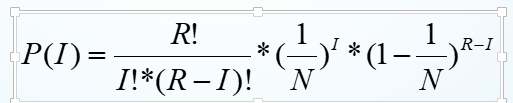 P(I) = R! / (I!*(R−I)!) * (1/N)^I * (1−1/N)^(R−I)